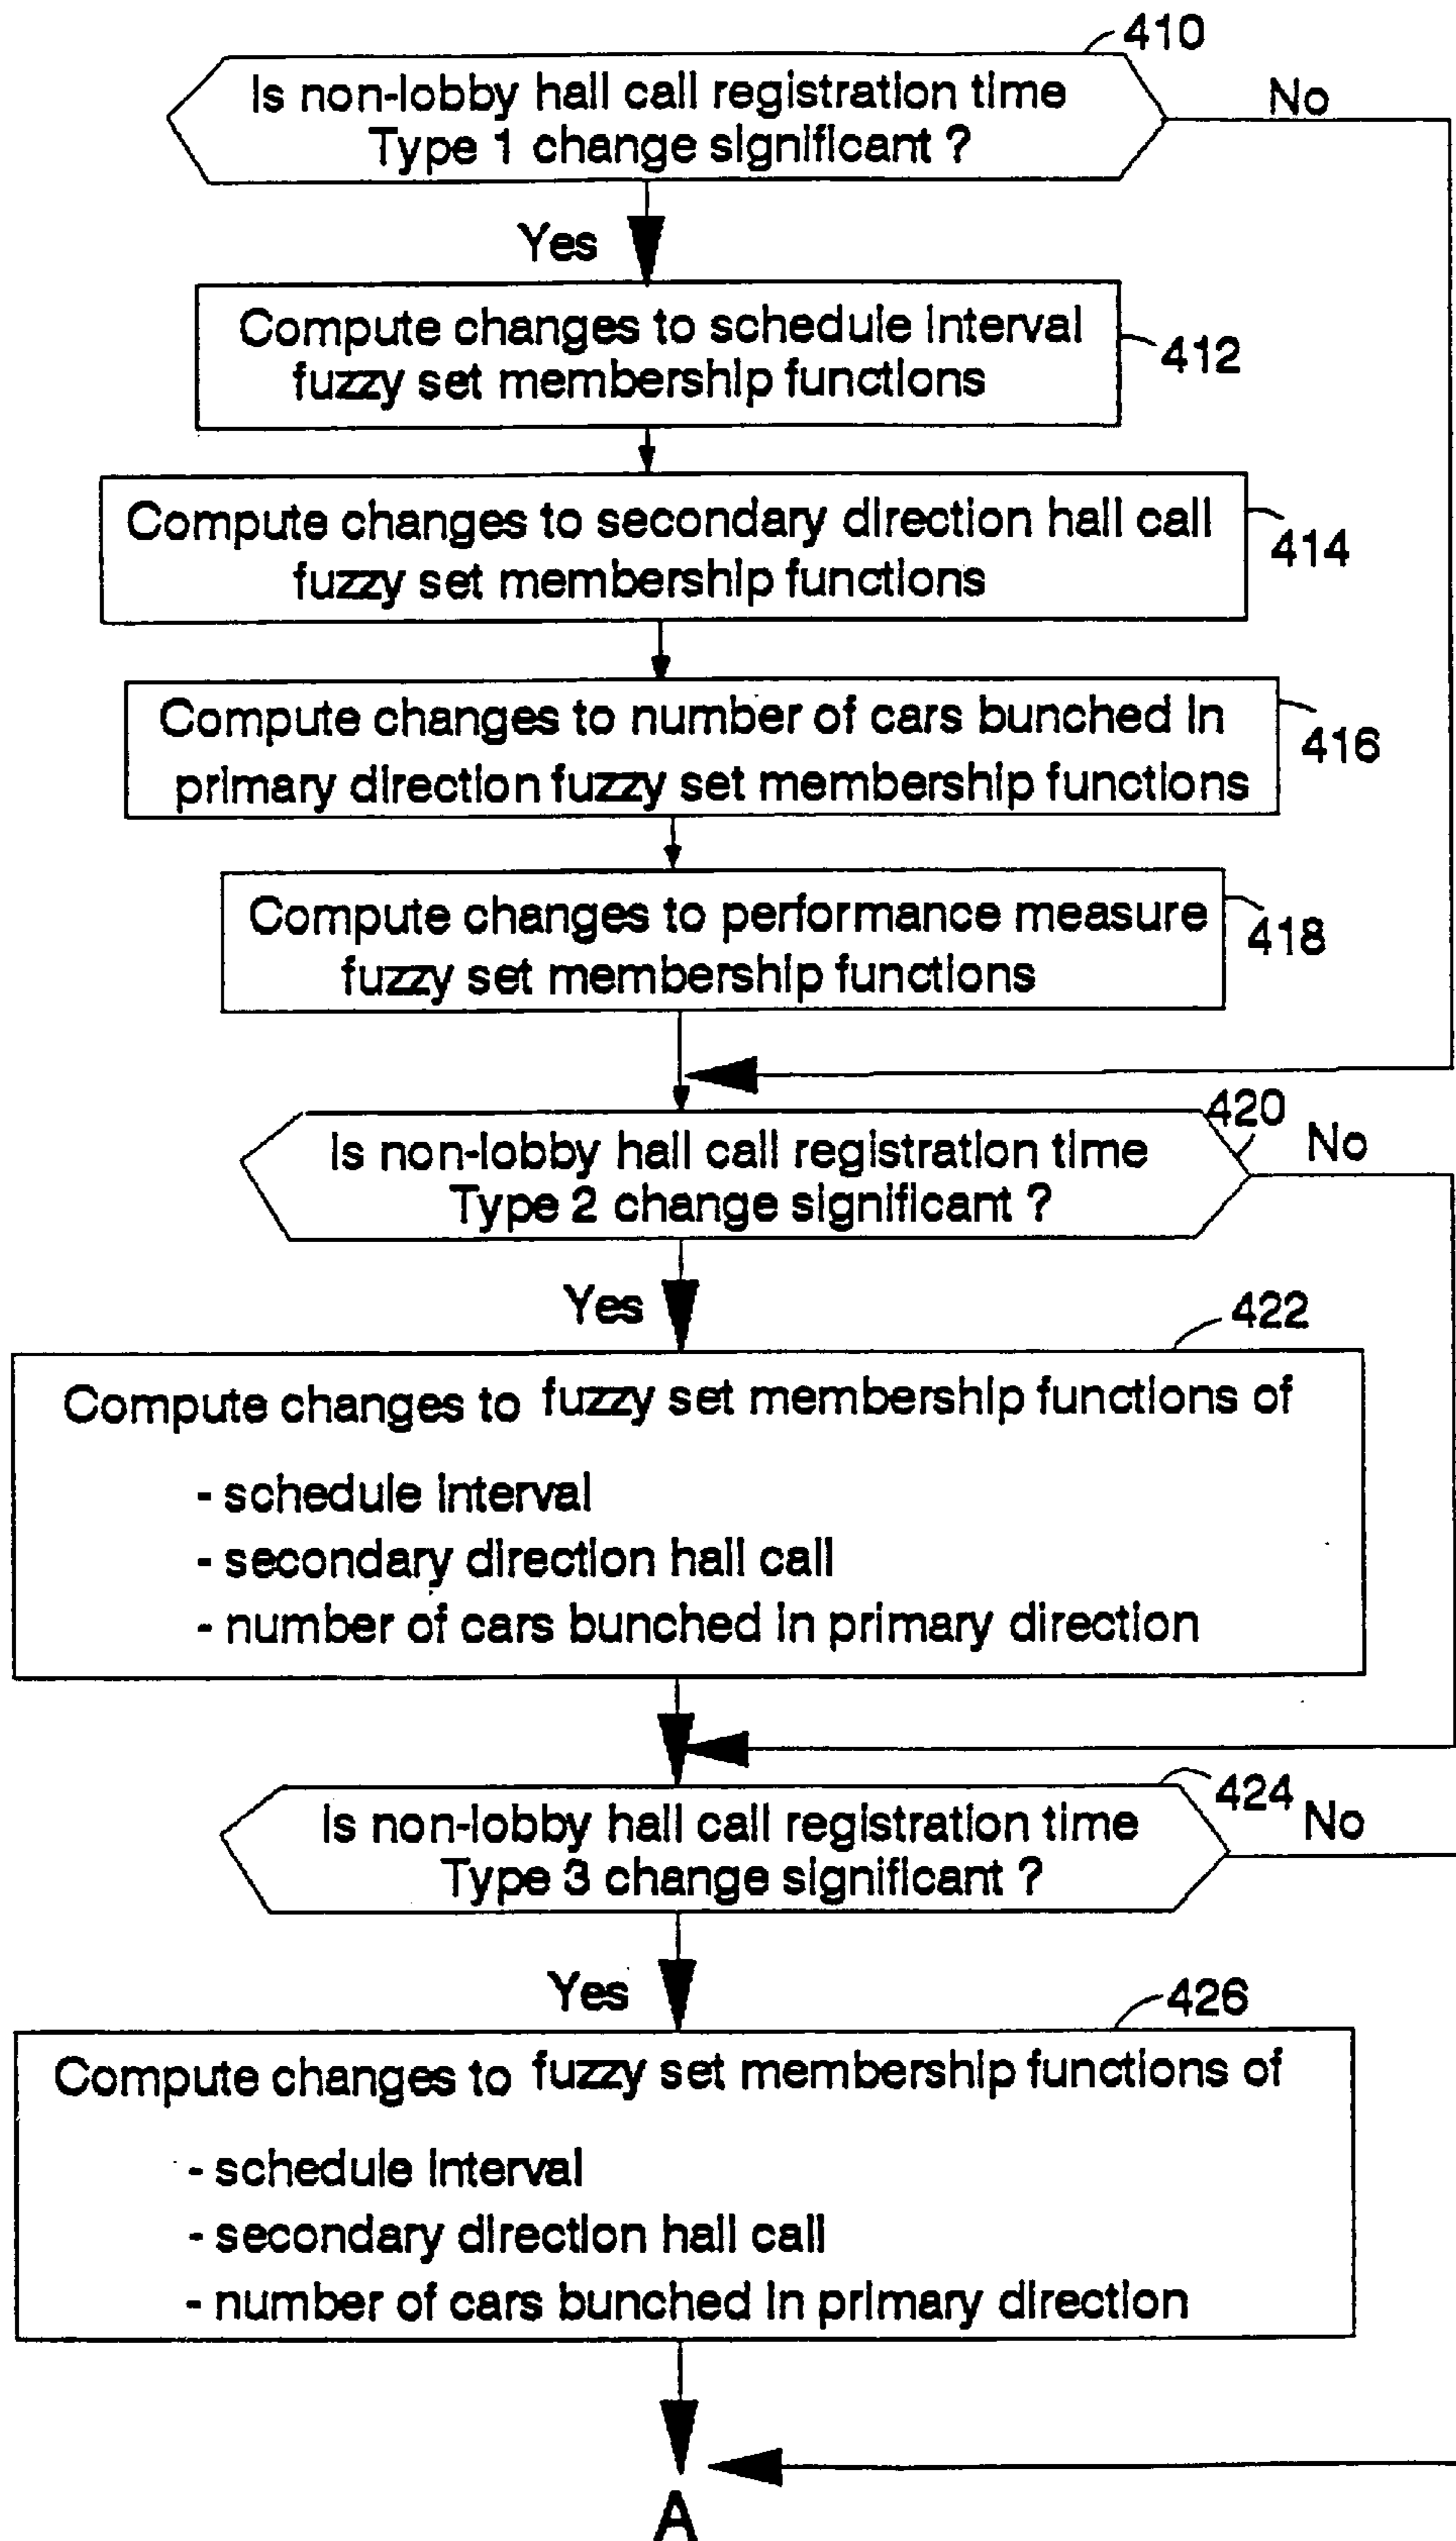 410
Is non-lobby hall call registration time
Type 1 change significant ?
No
Yes
Compute changes to schedule interval
fuzzy set membership functions
412
Compute changes to secondary direction hall call
fuzzy set membership functions
414
Compute changes to number of cars bunched in
primary direction fuzzy set membership functions
416
Compute changes to performance measure
fuzzy set membership functions
418
420
Is non-lobby hall call registration time
Type 2 change significant ?
No
Yes
422
Compute changes to fuzzy set membership functions of
- schedule interval
- secondary direction hall call
- number of cars bunched in primary direction
424
Is non-lobby hall call registration time
Type 3 change significant ?
No
Yes
426
Compute changes to fuzzy set membership functions of
- schedule interval
- secondary direction hall call
- number of cars bunched in primary direction
A